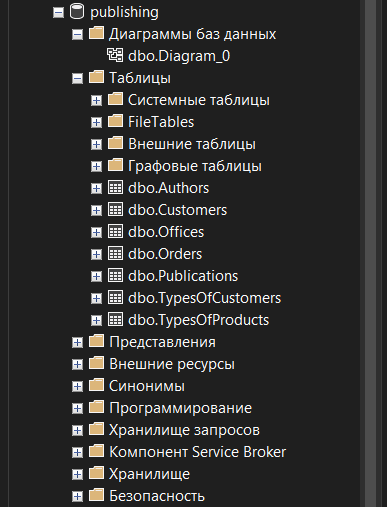 publishing
Диаграммы баз данных
dbo.Diagram_0
Таблицы
Системные таблицы
FileTables
Внешние таблицы
Графовые таблицы
dbo.Authors
dbo.Customers
dbo.Offices
dbo.Orders
dbo.Publications
dbo.TypesOfCustomers
dbo.TypesOfProducts
Представления
Внешние ресурсы
Синонимы
Программирование
Хранилище запросов
Компонент Service Broker
Хранилище
Безопасность